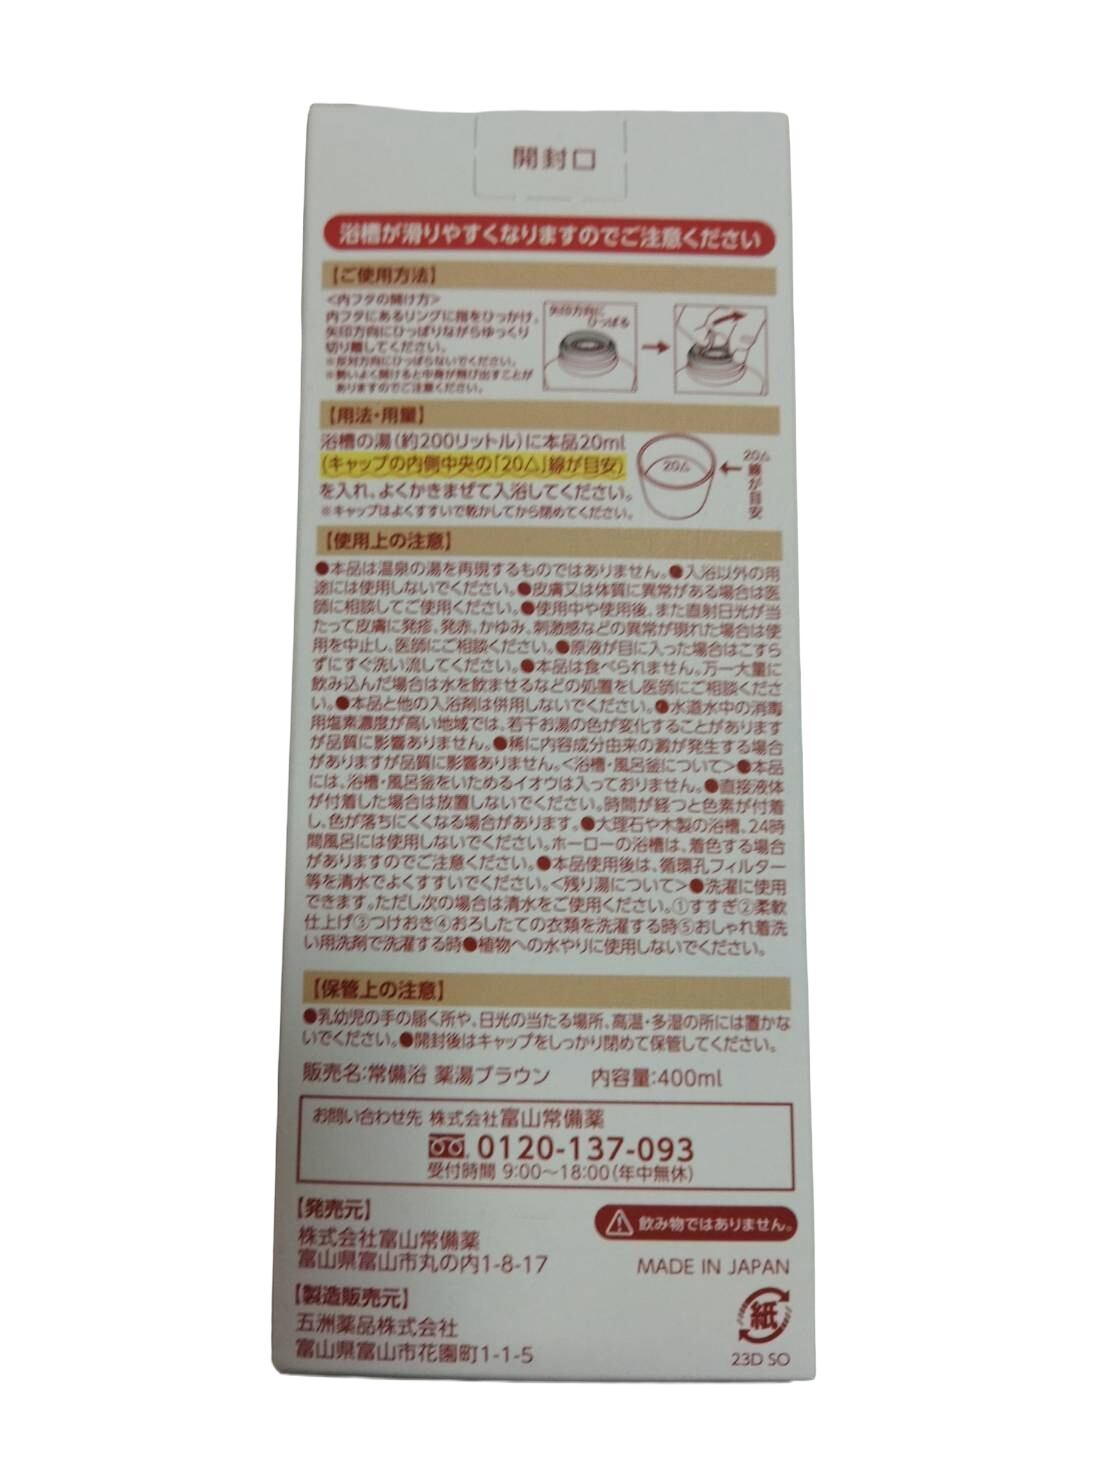 開封口
浴槽が滑りやすくなりますのでご注意ください
【ご使用方法】
<内フタの開け方>
内フタにあるリングに指をひっかけ、
矢印方向にひっぱりながらゆっくり
切り離してください。
※反対方向にひっぱらないでください。
※勢いよく開けると中身が飛び出すことが
ありますのでご注意ください。
矢印方向に
ひっぱる
【用法・用量】
浴槽の湯(約200リットル)に本品20ml
(キャップの内側中央の「20△」線が目安)
を入れ、よくかきまぜて入浴してください。
※キャップはよくすすいで乾かしてから閉めてください。
20△
20△
線が目安
【使用上の注意】
●本品は温泉の湯を再現するものではありません。●入浴以外の用
途には使用しないでください。●皮膚又は体質に異常がある場合は医
師に相談してご使用ください。●使用中や使用後、また直射日光が当
たって皮膚に発疹、発赤、かゆみ、刺激感などの異常が現れた場合は使
用を中止し、医師にご相談ください。●原液が目に入った場合はこすら
ずにすぐ洗い流してください。●本品は食べられません。万一大量に
飲み込んだ場合は水を飲ませるなどの処置をし医師にご相談くださ
い。●本品と他の入浴剤は併用しないでください。●水道水中の消毒
用塩素濃度が高い地域では、若干お湯の色が変化することがあります
が品質に影響ありません。●稀に内容成分由来の澱が発生する場合
がありますが品質に影響ありません。<浴槽・風呂釜について>●本品
には、浴槽・風呂釜をいためるイオウは入っておりません。●直接液体
が付着した場合は放置しないでください。時間が経つと色素が付着
し、色が落ちにくくなる場合があります。●大理石や木製の浴槽、24時
間風呂には使用しないでください。ホーローの浴槽は、着色する場合
がありますのでご注意ください。●本品使用後は、循環孔フィルター
等を清水でよくすすいでください。<残り湯について>●洗濯に使用
できます。ただし次の場合は清水をご使用ください。①すすぎ②柔軟
仕上げ③つけおき④おろしたての衣類を洗濯する時⑤おしゃれ着洗
い用洗剤で洗濯する時●植物への水やりに使用しないでください。
【保管上の注意】
●乳幼児の手の届く所や、日光の当たる場所、高温・多湿の所には置かな
いでください。●開封後はキャップをしっかり閉めて保管してください。
販売名:常備浴 薬湯ブラウン 内容量:400ml
お問い合わせ先 株式会社富山常備薬
0120-137-093
受付時間 9:00〜18:00(年中無休)
【発売元】
株式会社富山常備薬
富山県富山市丸の内1-8-17
飲み物ではありません。
MADE IN JAPAN
【製造販売元】
五洲薬品株式会社
富山県富山市花園町1-1-5
紙
23D SO